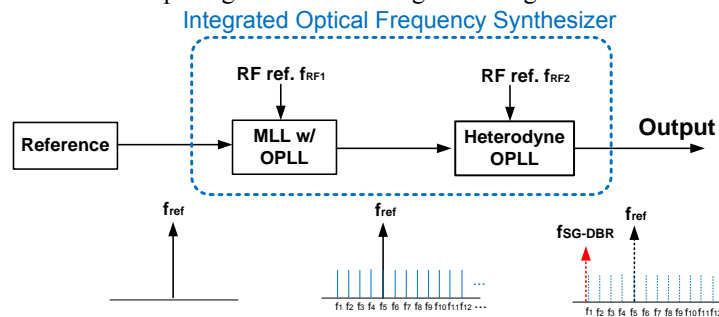 Integrated Optical Frequency Synthesizer
RF ref. fRF1
RF ref. fRF2
Reference
MLL w/
OPLL
Heterodyne
OPLL
Output
fref
fref
fSG-DBR
fref
f1 f2 f3 f4 f5 f6 f7 f8 f9 f10 f11 f12 ...
...
f1 f2 f3 f4 f5 f6 f7 f8 f9 f10 f11 f12